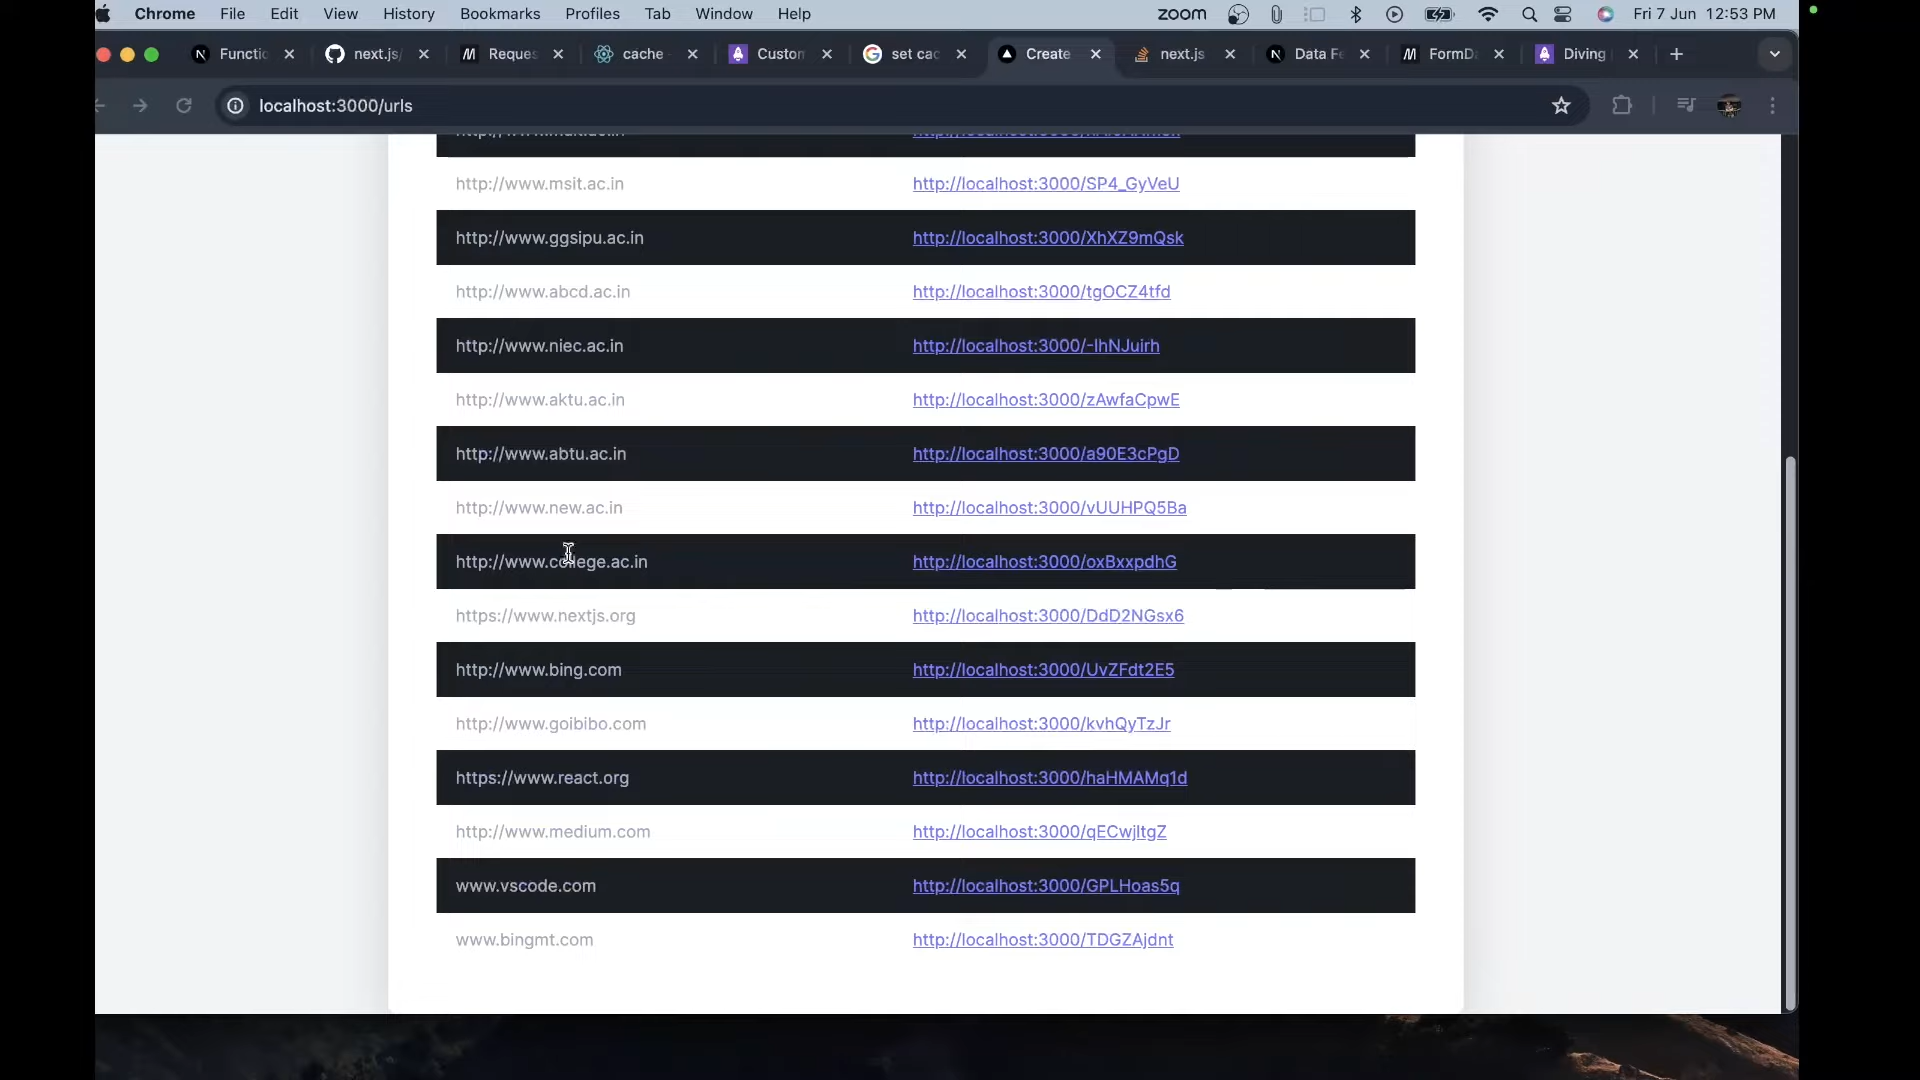 Chrome File Edit View History Bookmarks Profiles Tab Window Help zoom Fri 7 Jun 12:53 PM
Functio next.js/ Reques cache Custon set cac Create next.js Data Fe FormDa Diving
localhost:3000/urls
http://www.msit.ac.in http://localhost:3000/SP4_GyVeU
http://www.ggsipu.ac.in http://localhost:3000/XhXZ9mQsk
http://www.abcd.ac.in http://localhost:3000/tgOCZ4tfd
http://www.niec.ac.in http://localhost:3000/-IhNJuirh
http://www.aktu.ac.in http://localhost:3000/zAwfaCpwE
http://www.abtu.ac.in http://localhost:3000/a90E3cPgD
http://www.new.ac.in http://localhost:3000/vUUHPQ5Ba
http://www.college.ac.in http://localhost:3000/oxBxxpdhG
https://www.nextjs.org http://localhost:3000/DdD2NGsx6
http://www.bing.com http://localhost:3000/UvZFdt2E5
http://www.goibibo.com http://localhost:3000/kvhQyTzJr
https://www.react.org http://localhost:3000/haHMAMq1d
http://www.medium.com http://localhost:3000/qECwjItgZ
www.vscode.com http://localhost:3000/GPLHoas5q
www.bingmt.com http://localhost:3000/TDGZAjdnt